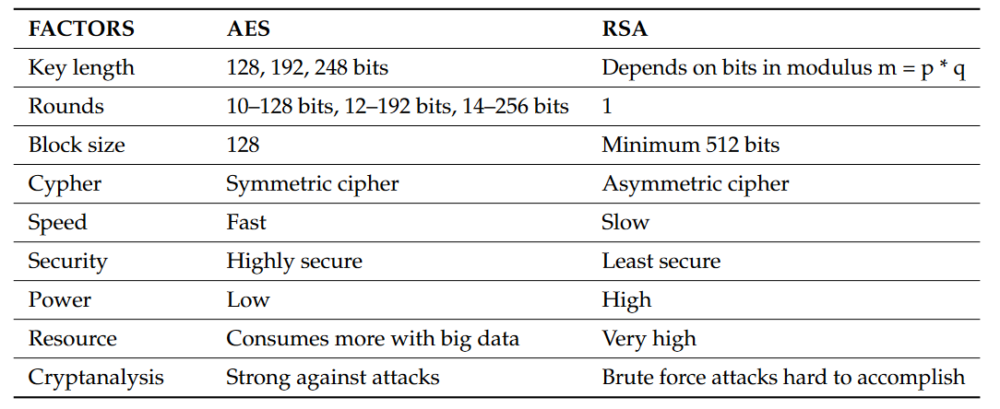 FACTORS AES RSA
Key length 128, 192, 248 bits Depends on bits in modulus m = p * q
Rounds 10–128 bits, 12–192 bits, 14–256 bits 1
Block size 128 Minimum 512 bits
Cypher Symmetric cipher Asymmetric cipher
Speed Fast Slow
Security Highly secure Least secure
Power Low High
Resource Consumes more with big data Very high
Cryptanalysis Strong against attacks Brute force attacks hard to accomplish